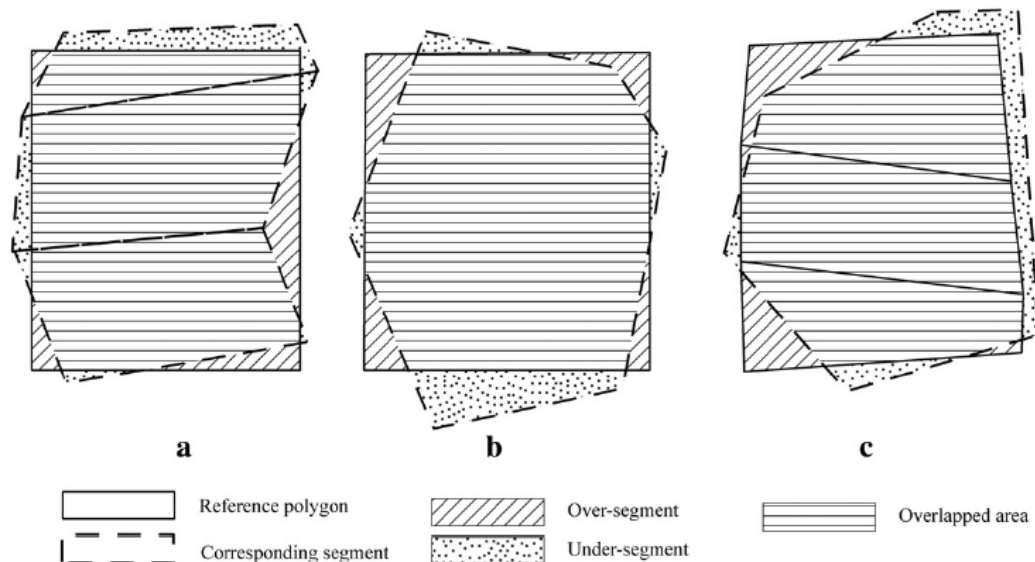 a b c
Reference polygon Over-segment Overlapped area
Corresponding segment Under-segment